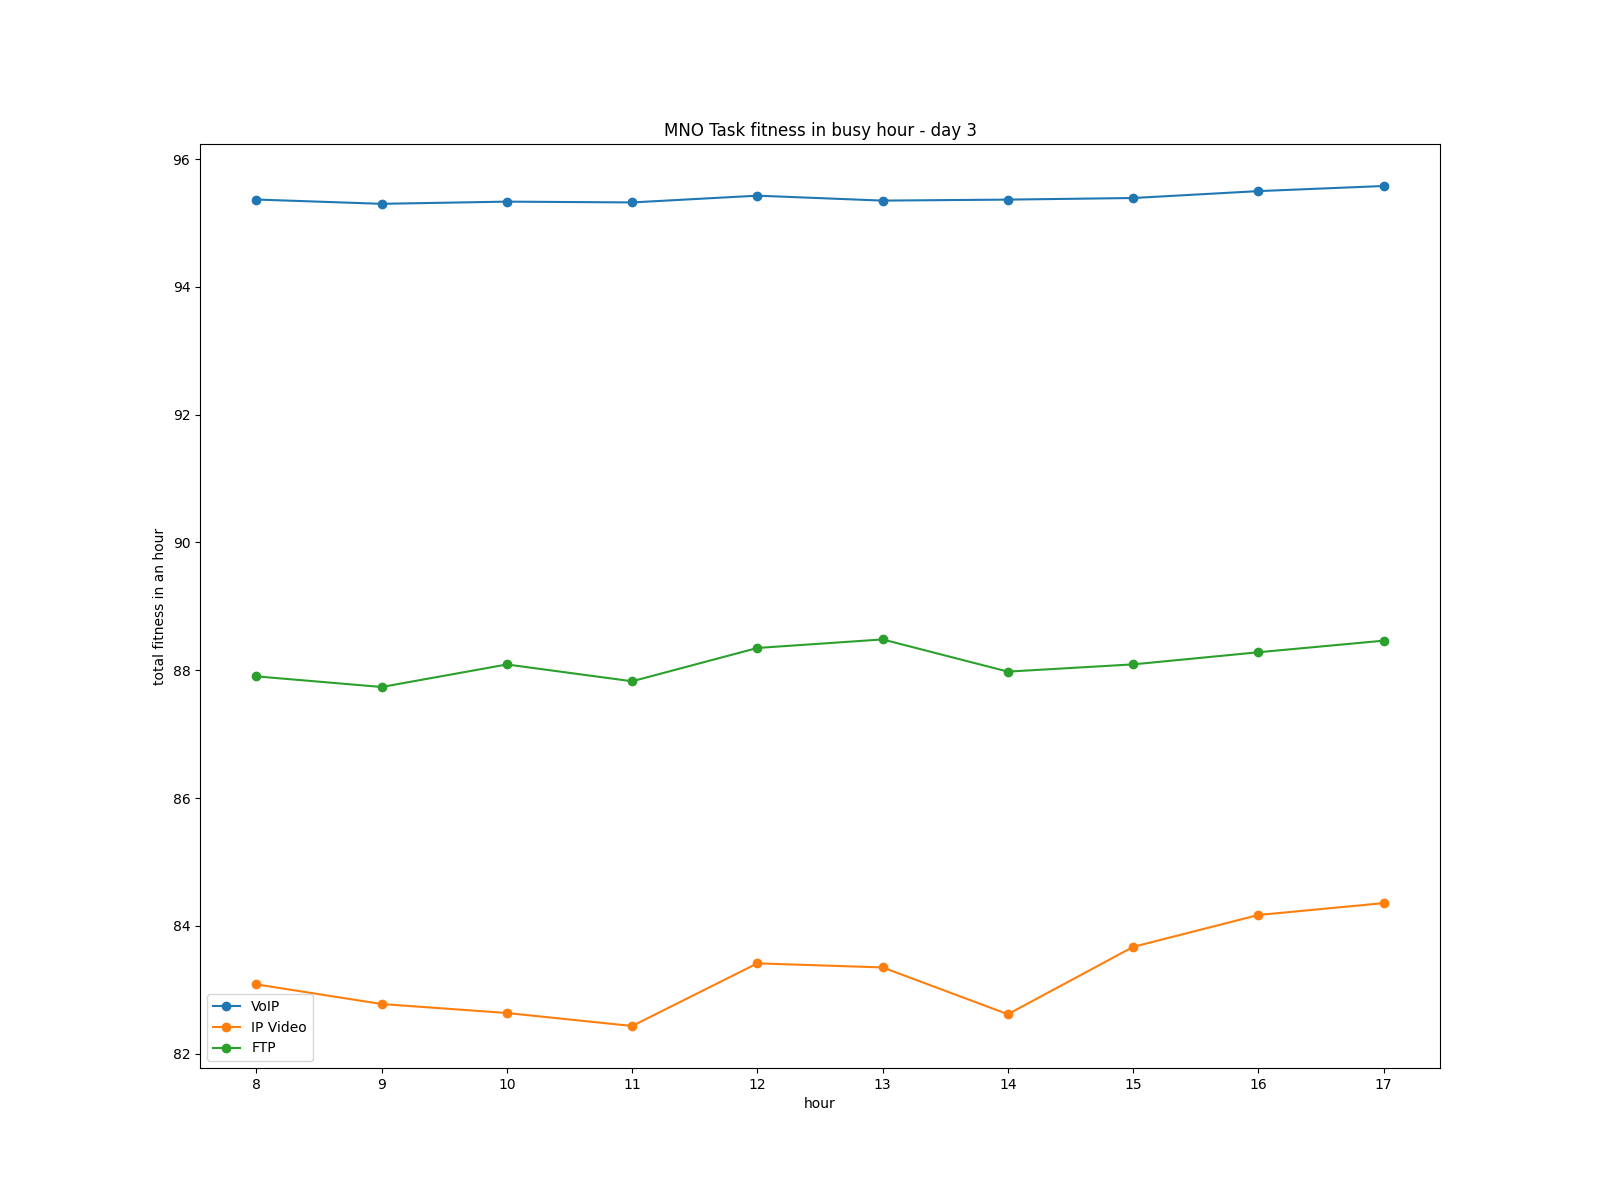 MNO Task fitness in busy hour - day 3
96
94
92
90
88
86
84
82
total fitness in an hour
VoIP
IP Video
FTP
8 9 10 11 12 13 14 15 16 17
hour